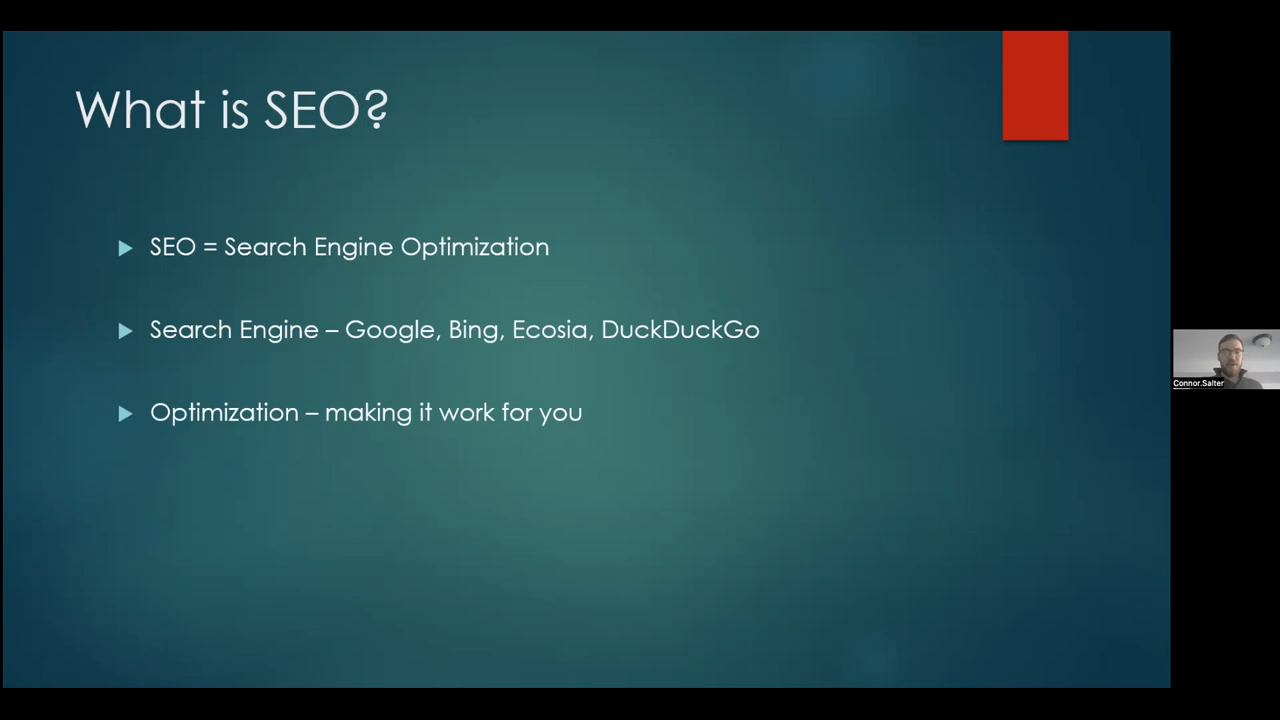 What is SEO?
SEO = Search Engine Optimization
Search Engine – Google, Bing, Ecosia, DuckDuckGo
Optimization – making it work for you
Connor.Salter